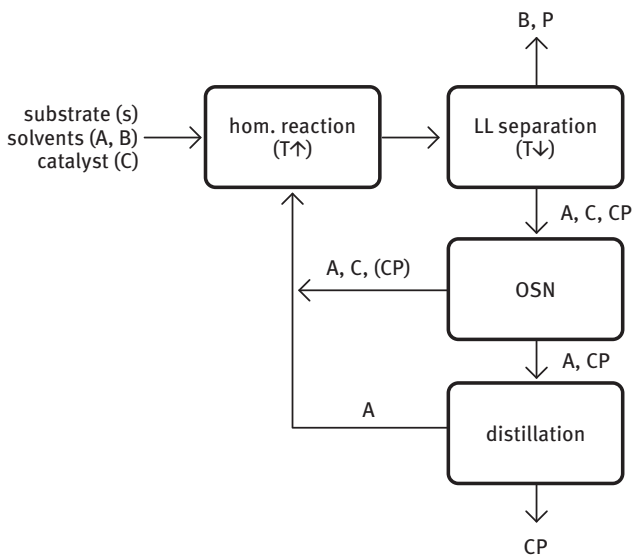 B, P
substrate (s)
solvents (A, B)
catalyst (C)
hom. reaction
(T↑)
LL separation
(T↓)
A, C, CP
A, C, (CP)
OSN
A, CP
A
distillation
CP